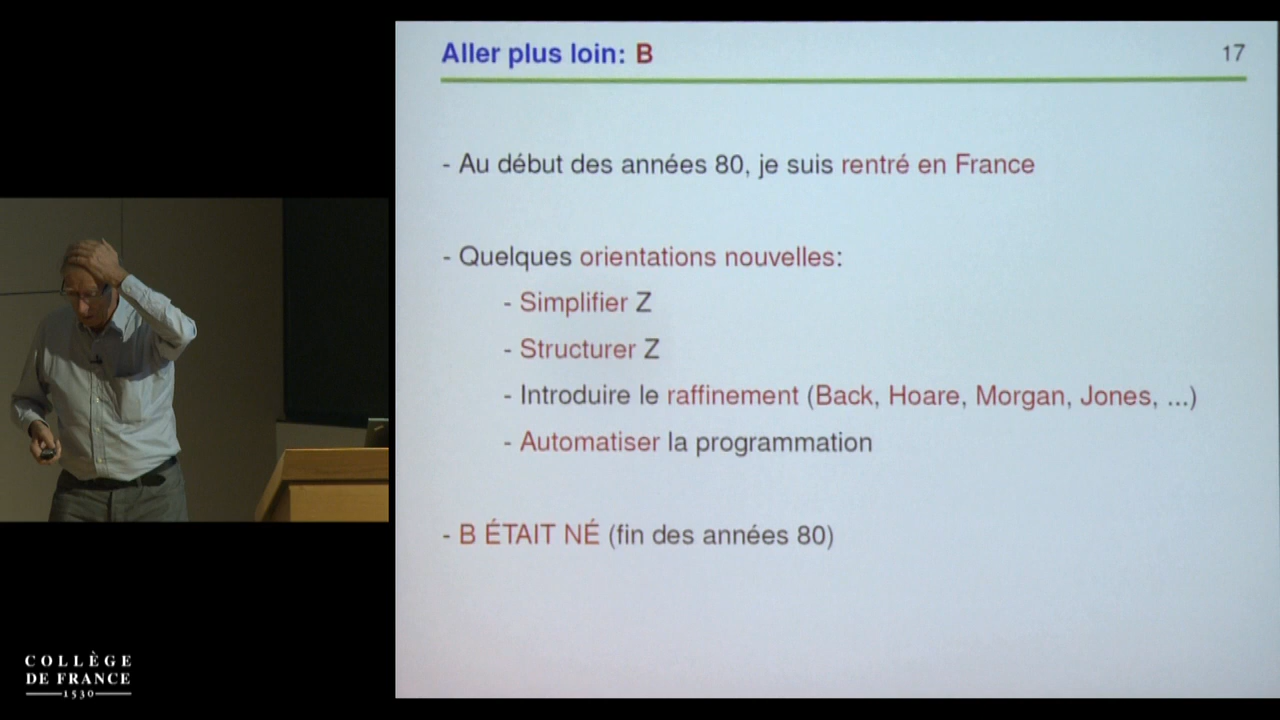 Aller plus loin: B
17
- Au début des années 80, je suis rentré en France
- Quelques orientations nouvelles:
- Simplifier Z
- Structurer Z
- Introduire le raffinement (Back, Hoare, Morgan, Jones, ...)
- Automatiser la programmation
- B ÉTAIT NÉ (fin des années 80)
COLLÈGE
DE FRANCE
1530